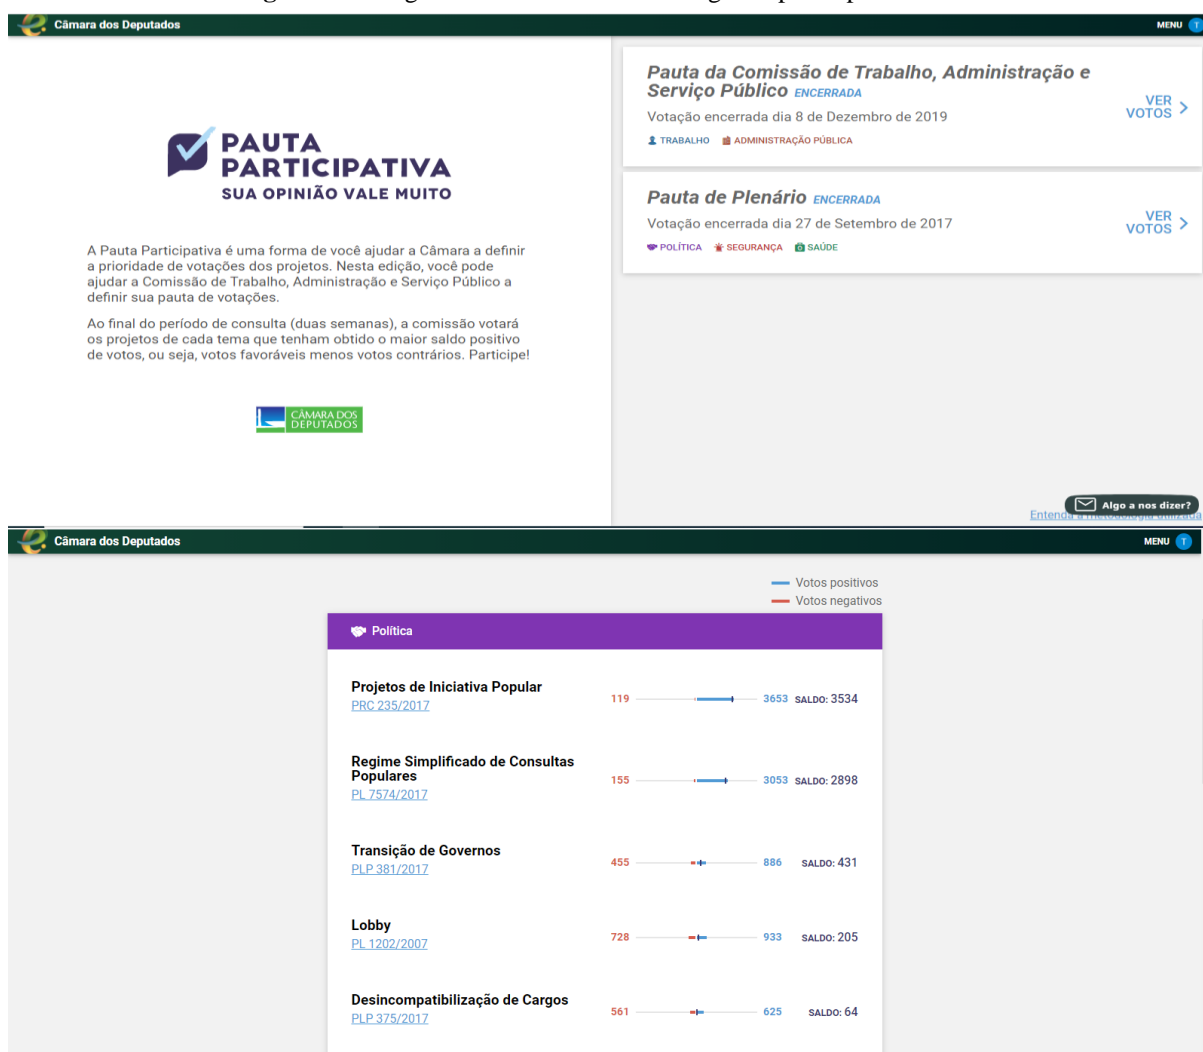 Câmara dos Deputados
MENU T
PAUTA
PARTICIPATIVA
SUA OPINIÃO VALE MUITO
A Pauta Participativa é uma forma de você ajudar a Câmara a definir
a prioridade de votações dos projetos. Nesta edição, você pode
ajudar a Comissão de Trabalho, Administração e Serviço Público a
definir sua pauta de votações.
Ao final do período de consulta (duas semanas), a comissão votará
os projetos de cada tema que tenham obtido o maior saldo positivo
de votos, ou seja, votos favoráveis menos votos contrários. Participe!
CÂMARA DOS
DEPUTADOS
Pauta da Comissão de Trabalho, Administração e
Serviço Público ENCERRADA
Votação encerrada dia 8 de Dezembro de 2019
TRABALHO ADMINISTRAÇÃO PÚBLICA
VER
VOTOS
Pauta de Plenário ENCERRADA
Votação encerrada dia 27 de Setembro de 2017
POLÍTICA SEGURANÇA SAÚDE
VER
VOTOS
Algo a nos dizer?
Entenda a metodologia utilizada
Câmara dos Deputados
MENU T
Votos positivos
Votos negativos
Política
Projetos de Iniciativa Popular
PRC 235/2017
119 3653 SALDO: 3534
Regime Simplificado de Consultas
Populares
PL 7574/2017
155 3053 SALDO: 2898
Transição de Governos
PLP 381/2017
455 886 SALDO: 431
Lobby
PL 1202/2007
728 933 SALDO: 205
Desincompatibilização de Cargos
PLP 375/2017
561 625 SALDO: 64